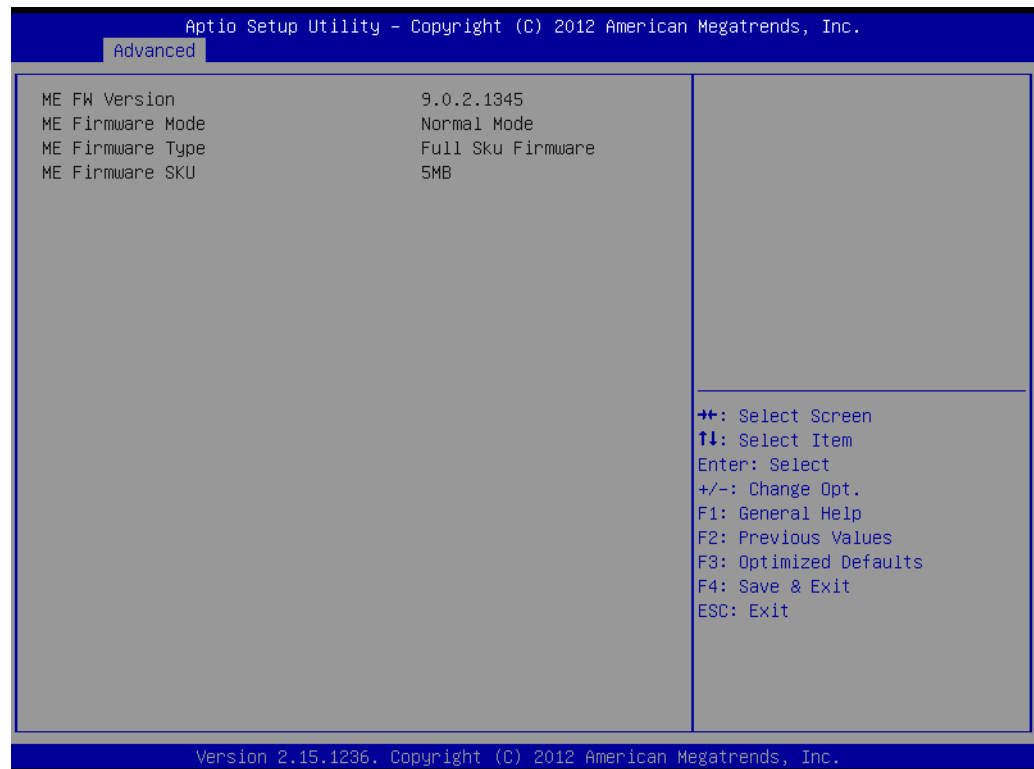 Aptio Setup Utility – Copyright (C) 2012 American Megatrends, Inc.
Advanced
ME FW Version 9.0.2.1345
ME Firmware Mode Normal Mode
ME Firmware Type Full Sku Firmware
ME Firmware SKU 5MB
→←: Select Screen
↑↓: Select Item
Enter: Select
+/-: Change Opt.
F1: General Help
F2: Previous Values
F3: Optimized Defaults
F4: Save & Exit
ESC: Exit
Version 2.15.1236. Copyright (C) 2012 American Megatrends, Inc.